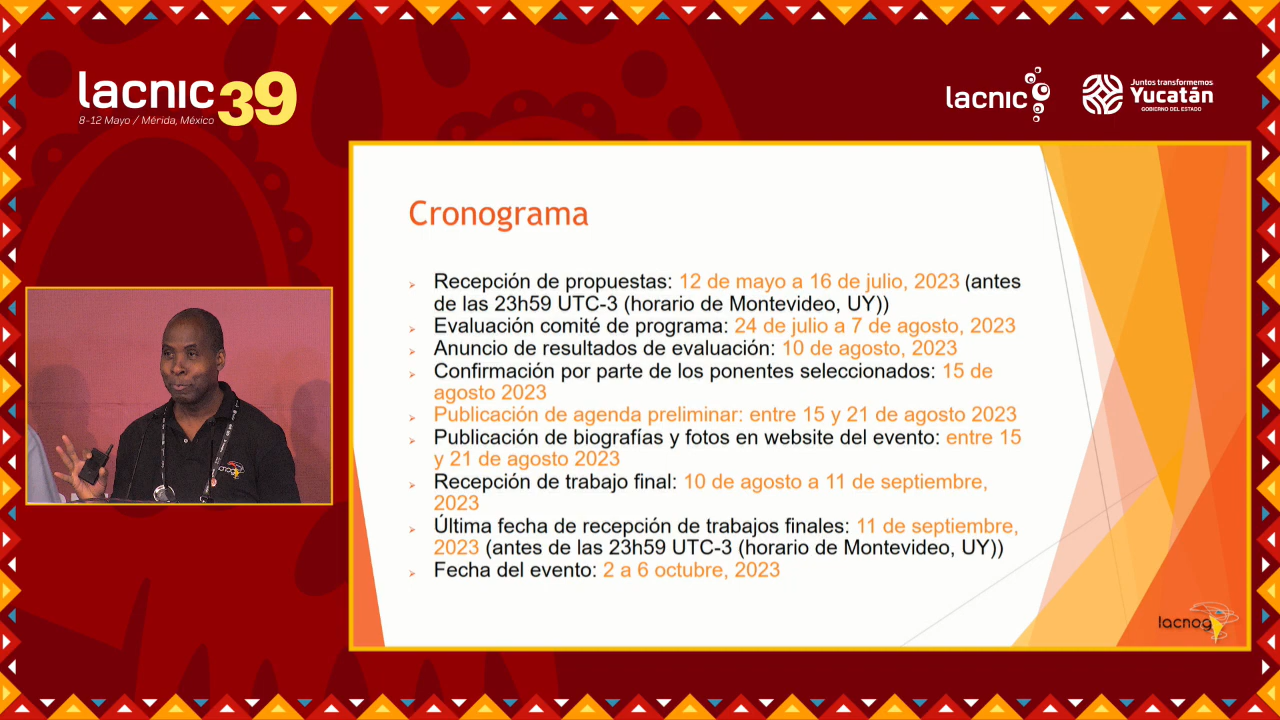 lacnic 39
8-12 Mayo / Mérida, México
lacnic
Juntos transformemos
Yucatán
GOBIERNO DEL ESTADO
Cronograma
Recepción de propuestas: 12 de mayo a 16 de julio, 2023 (antes
de las 23h59 UTC-3 (horario de Montevideo, UY))
Evaluación comité de programa: 24 de julio a 7 de agosto, 2023
Anuncio de resultados de evaluación: 10 de agosto, 2023
Confirmación por parte de los ponentes seleccionados: 15 de
agosto 2023
Publicación de agenda preliminar: entre 15 y 21 de agosto 2023
Publicación de biografías y fotos en website del evento: entre 15
y 21 de agosto 2023
Recepción de trabajo final: 10 de agosto a 11 de septiembre,
2023
Última fecha de recepción de trabajos finales: 11 de septiembre,
2023 (antes de las 23h59 UTC-3 (horario de Montevideo, UY))
Fecha del evento: 2 a 6 octubre, 2023
lacnog